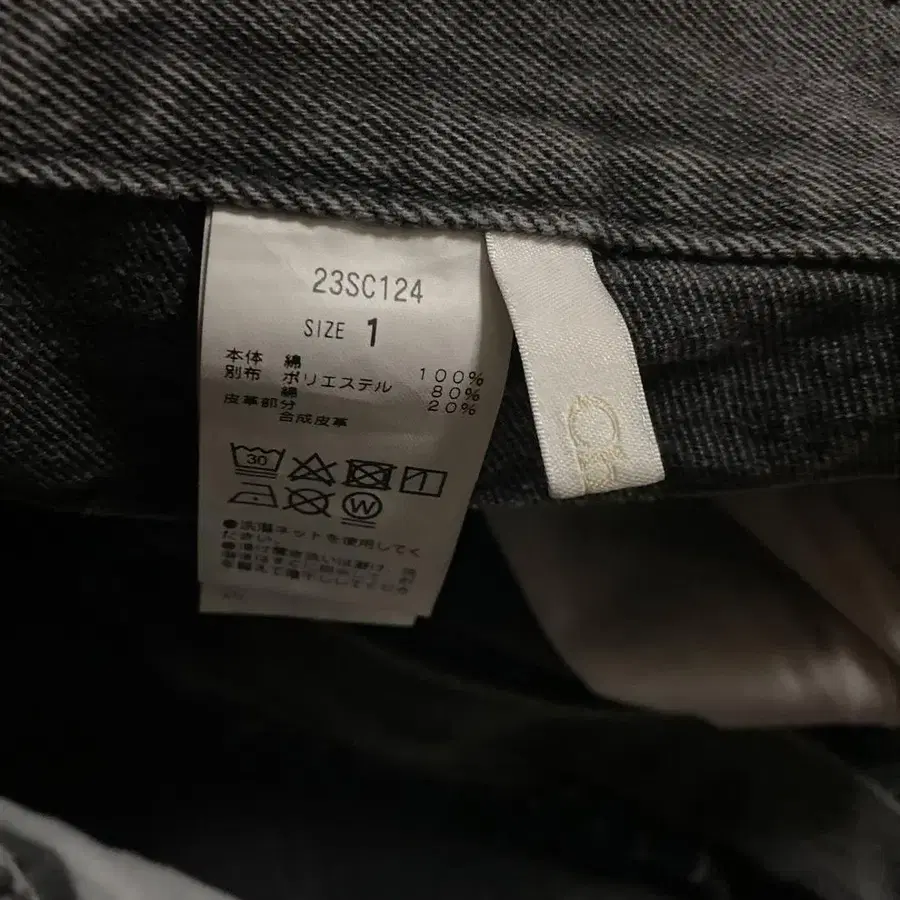 23SC124
SIZE 1
本体 綿 100%
別布 ポリエステル 80%
綿 20%
皮革部分
合成皮革
30
W
●洗濯ネットを使用してく
ださい。